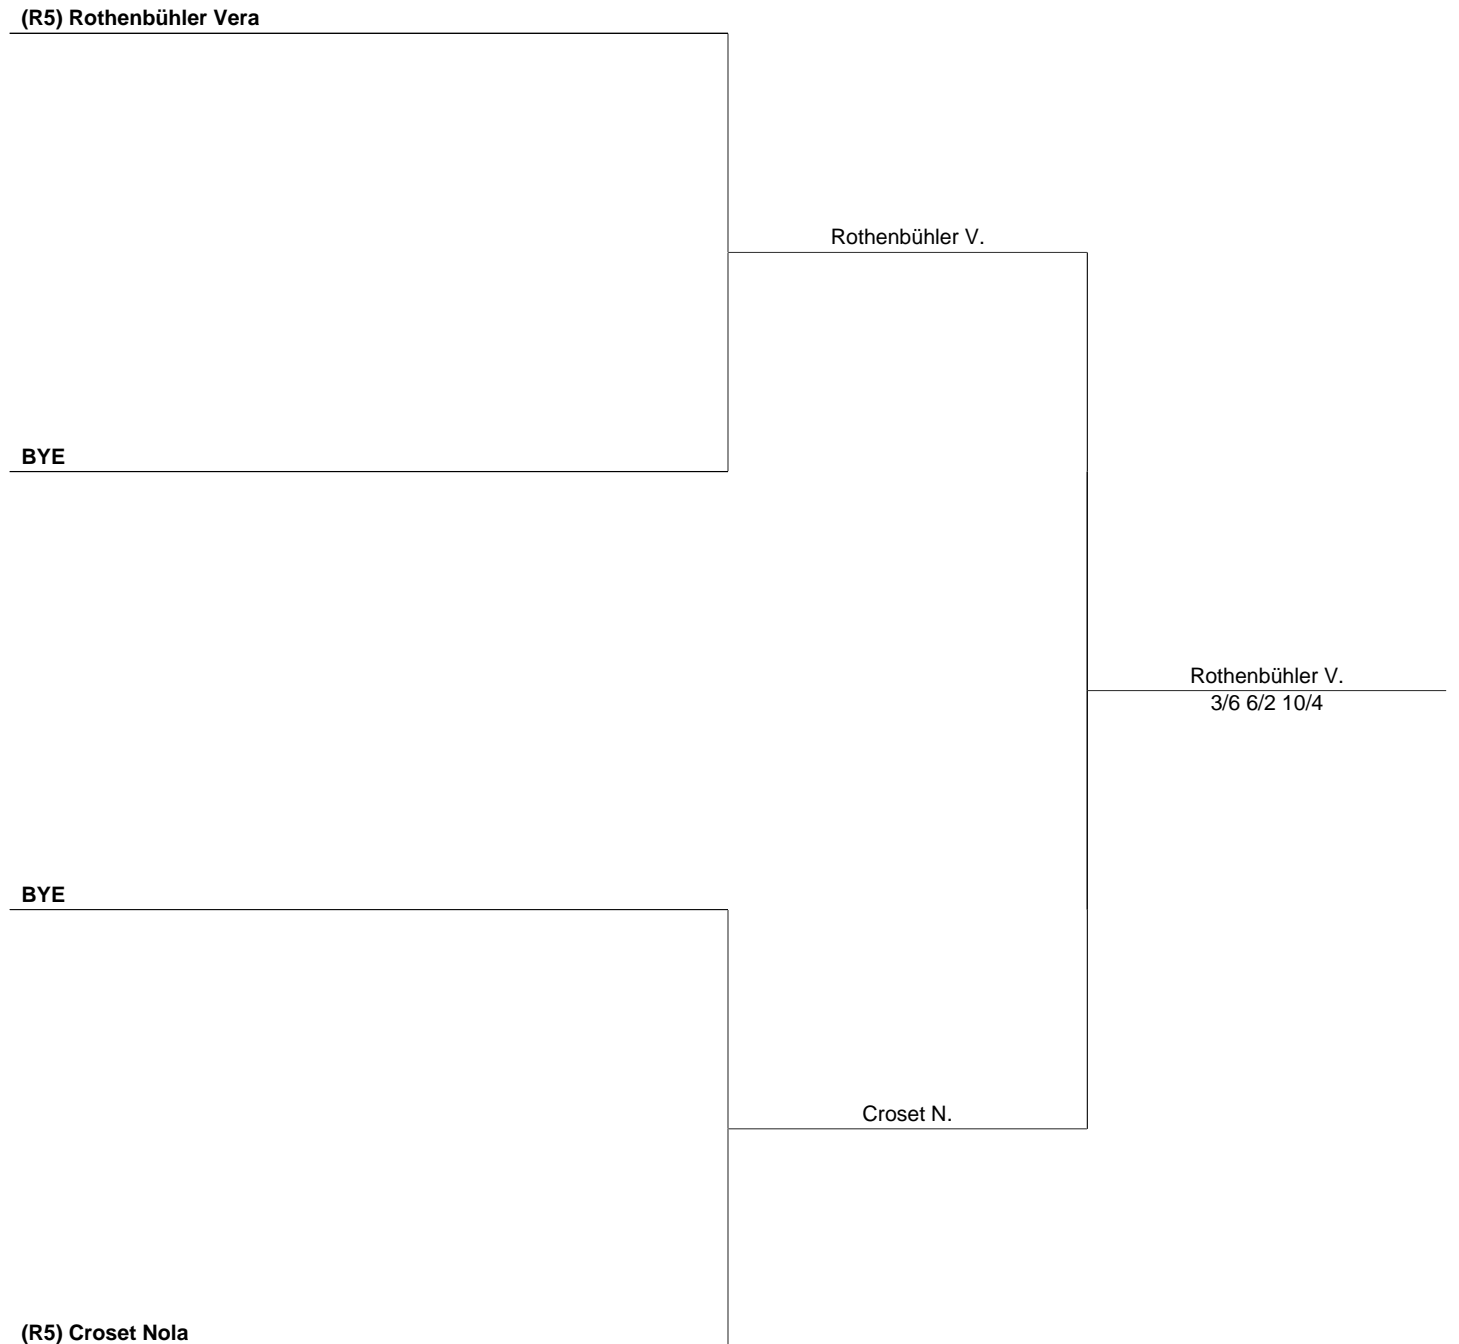 (R5) Rothenbühler Vera
Rothenbühler V.
BYE
Rothenbühler V.
3/6 6/2 10/4
BYE
Croset N.
(R5) Croset Nola